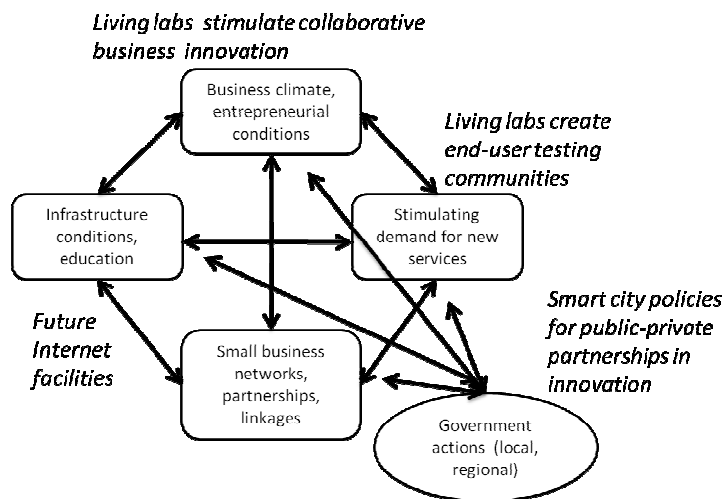 Living labs stimulate collaborative
business innovation
Business climate,
entrepreneurial
conditions
Living labs create
end-user testing
communities
Infrastructure
conditions,
education
Stimulating
demand for new
services
Future
Internet
facilities
Small business
networks,
partnerships,
linkages
Smart city policies
for public-private
partnerships in
innovation
Government
actions (local,
regional)